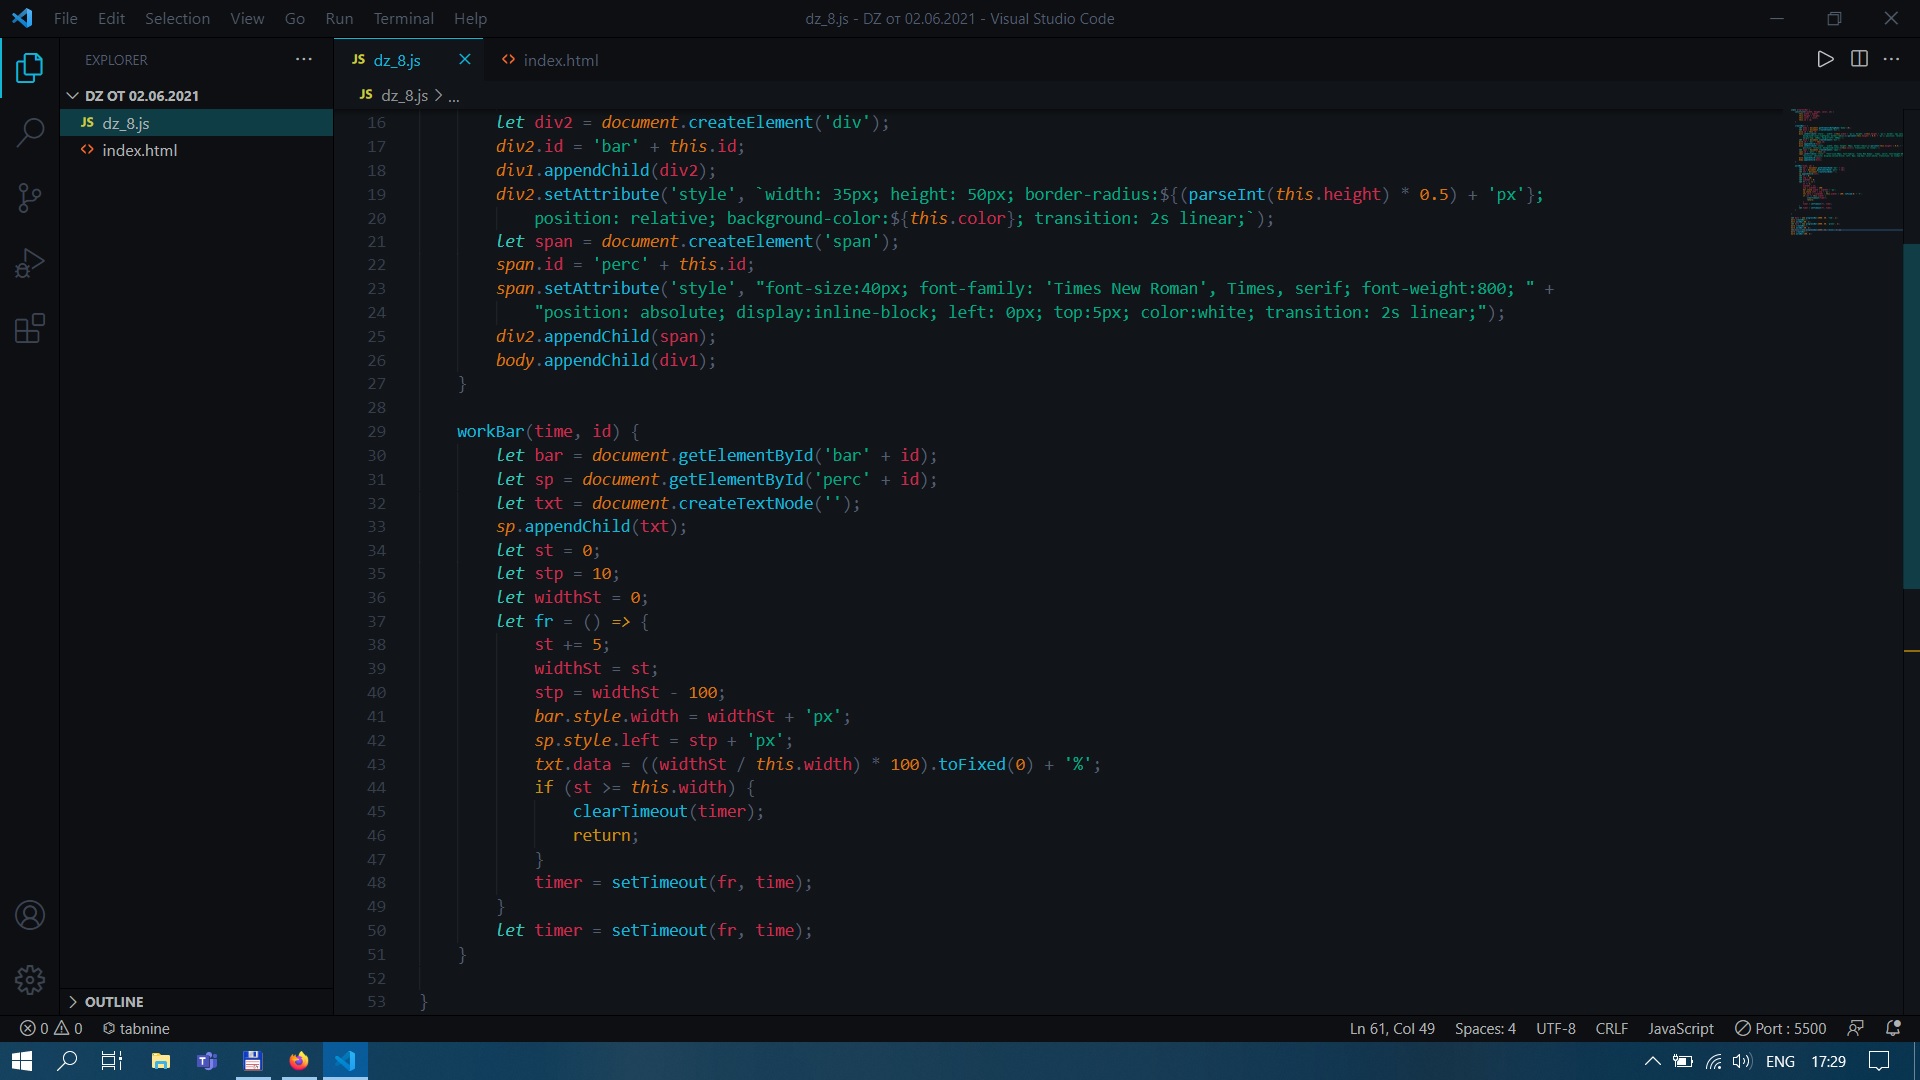 File Edit Selection View Go Run Terminal Help
dz_8.js - DZ от 02.06.2021 - Visual Studio Code
EXPLORER
DZ ОТ 02.06.2021
JS dz_8.js
<> index.html
OUTLINE
JS dz_8.js
<> index.html
JS dz_8.js > ...
16 let div2 = document.createElement('div');
17 div2.id = 'bar' + this.id;
18 div1.appendChild(div2);
19 div2.setAttribute('style', `width: 35px; height: 50px; border-radius:${(parseInt(this.height) * 0.5) + 'px'};
20 position: relative; background-color:${this.color}; transition: 2s linear;`);
21 let span = document.createElement('span');
22 span.id = 'perc' + this.id;
23 span.setAttribute('style', "font-size:40px; font-family: 'Times New Roman', Times, serif; font-weight:800; " +
24 "position: absolute; display:inline-block; left: 0px; top:5px; color:white; transition: 2s linear;");
25 div2.appendChild(span);
26 body.appendChild(div1);
27 }
28
29 workBar(time, id) {
30 let bar = document.getElementById('bar' + id);
31 let sp = document.getElementById('perc' + id);
32 let txt = document.createTextNode('');
33 sp.appendChild(txt);
34 let st = 0;
35 let stp = 10;
36 let widthSt = 0;
37 let fr = () => {
38 st += 5;
39 widthSt = st;
40 stp = widthSt - 100;
41 bar.style.width = widthSt + 'px';
42 sp.style.left = stp + 'px';
43 txt.data = ((widthSt / this.width) * 100).toFixed(0) + '%';
44 if (st >= this.width) {
45 clearTimeout(timer);
46 return;
47 }
48 timer = setTimeout(fr, time);
49 }
50 let timer = setTimeout(fr, time);
51 }
52
53 }
0 0 tabnine
Ln 61, Col 49 Spaces: 4 UTF-8 CRLF JavaScript Port : 5500
ENG 17:29